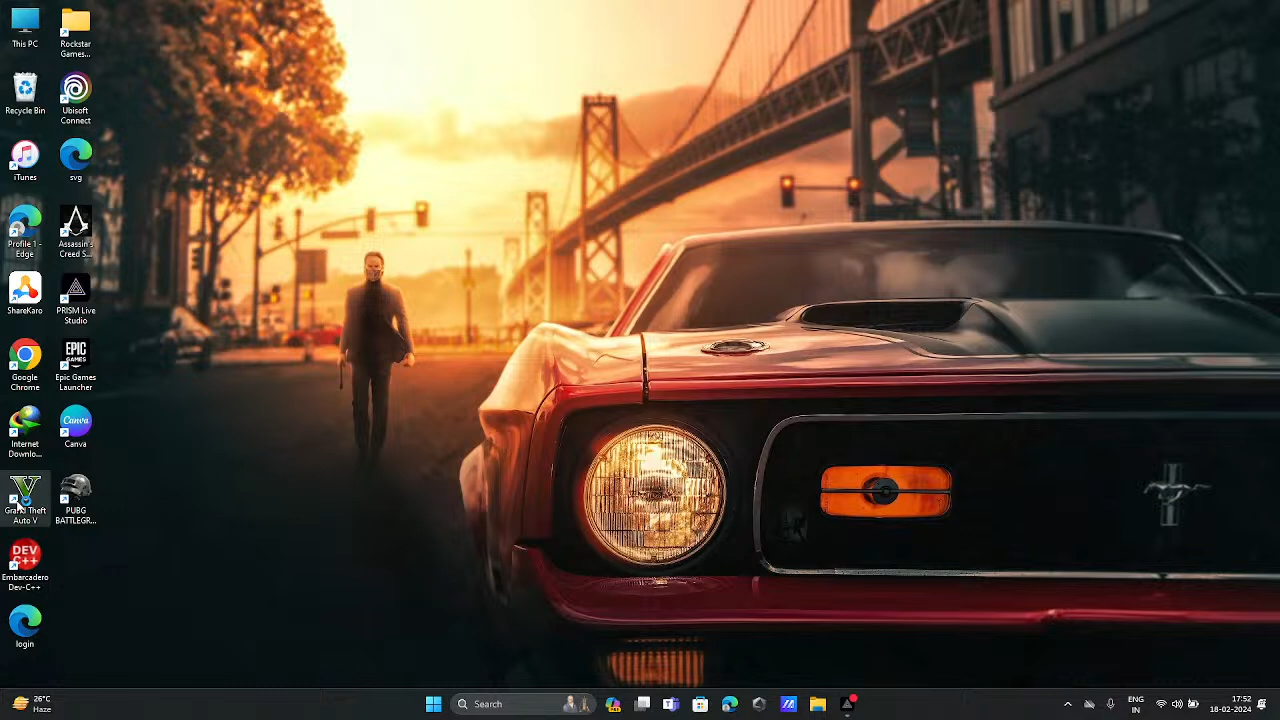 This PC
Rockstar
Games...
Recycle Bin
Ubisoft
Connect
iTunes
svg
Profile 1 -
Edge
Assassin's
Creed S...
ShareKaro
PRISM Live
Studio
Google
Chrome
EPIC
GAMES
Epic Games
Launcher
Internet
Downlo...
Canva
Canva
Grand Theft
Auto V
PUBG
BATTLEGR...
DEV
C++
Embarcadero
Dev-C++
login
26°C
Haze
Search
ENG
IN
17:52
18-02-2024